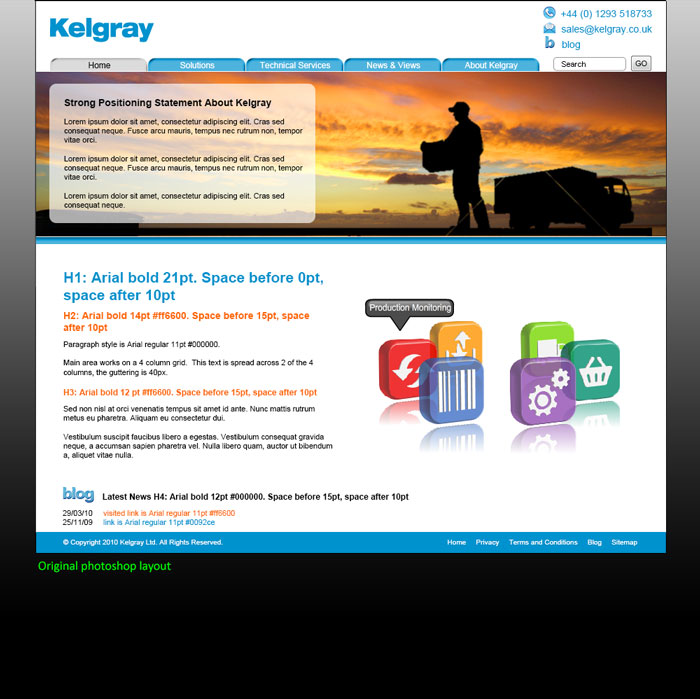 Kelgray
+44 (0) 1293 518733
sales@kelgray.co.uk
blog
Home
Solutions
Technical Services
News & Views
About Kelgray
Search
GO
Strong Positioning Statement About Kelgray
Lorem ipsum dolor sit amet, consectetur adipiscing elit. Cras sed
consequat neque. Fusce arcu mauris, tempus nec rutrum non, tempor
vitae orci.
Lorem ipsum dolor sit amet, consectetur adipiscing elit. Cras sed
consequat neque. Fusce arcu mauris, tempus nec rutrum non, tempor
vitae orci.
Lorem ipsum dolor sit amet, consectetur adipiscing elit. Cras sed
consequat neque.
H1: Arial bold 21pt. Space before 0pt,
space after 10pt
H2: Arial bold 14pt #ff6600. Space before 15pt, space
after 10pt
Paragraph style is Arial regular 11pt #000000.
Main area works on a 4 column grid. This text is spread across 2 of the 4
columns, the guttering is 40px.
H3: Arial bold 12 pt #ff6600. Space before 15pt, space after 10pt
Sed non nisl at orci venenatis tempus sit amet id ante. Nunc mattis rutrum
metus eu pharetra. Aliquam eu consectetur dui.
Vestibulum suscipit faucibus libero a egestas. Vestibulum consequat gravida
neque, a accumsan sapien pharetra vel. Nulla libero quam, auctor ut bibendum
a, aliquet vitae nulla.
Production Monitoring
blog
Latest News H4: Arial bold 12pt #000000. Space before 15pt, space after 10pt
29/03/10 visited link is Arial regular 11pt #ff6600
25/11/09 link is Arial regular 11pt #0092ce
© Copyright 2010 Kelgray Ltd. All Rights Reserved.
Home Privacy Terms and Conditions Blog Sitemap
Original photoshop layout